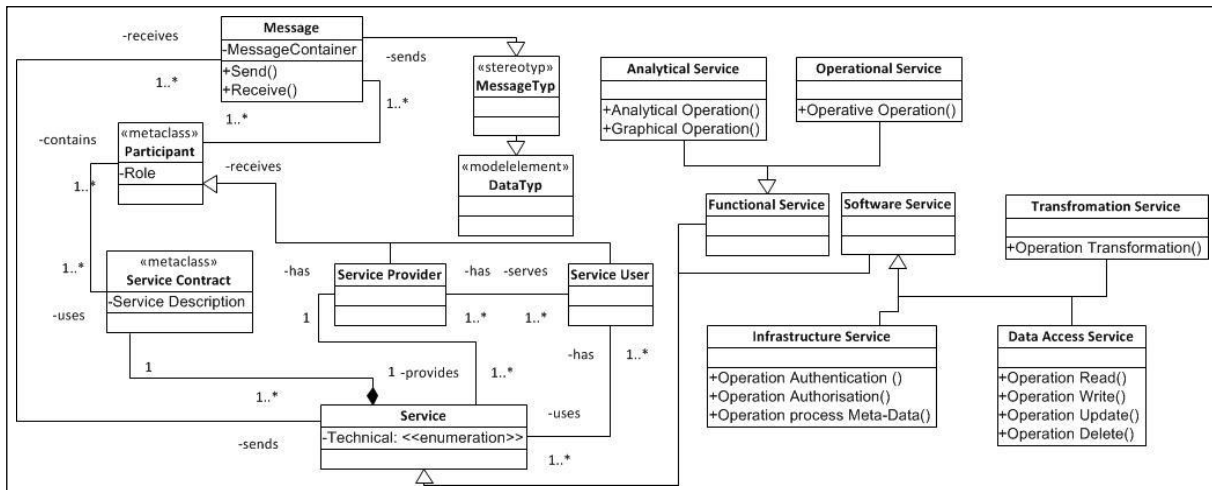 Message
-MessageContainer
+Send()
+Receive()
-receives
1..*
1..*
-sends
1..*
«stereotyp»
MessageTyp
«modelelement»
DataTyp
Analytical Service
+Analytical Operation()
+Graphical Operation()
Operational Service
+Operative Operation()
-contains
1..*
«metaclass»
Participant
-Role
-receives
Functional Service
Software Service
Transfromation Service
+Operation Transformation()
1..*
«metaclass»
Service Contract
-Service Description
-uses
1
1..*
-has
1
Service Provider
-has
-serves
1..*
1..*
Service User
-has
1..*
Infrastructure Service
+Operation Authentication ()
+Operation Authorisation()
+Operation process Meta-Data()
Data Access Service
+Operation Read()
+Operation Write()
+Operation Update()
+Operation Delete()
1
-provides
1..*
Service
-Technical: <<enumeration>>
-sends
-uses
1..*